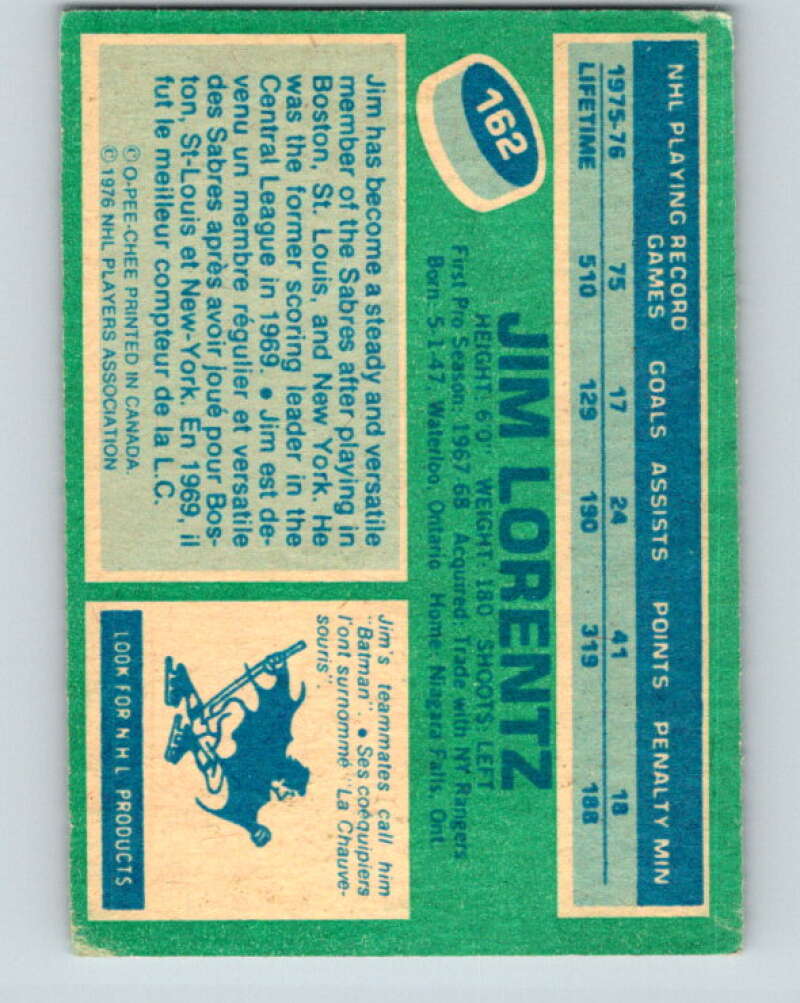 NHL PLAYING RECORD
GAMES GOALS ASSISTS POINTS PENALTY MIN
1975-76 75 17 24 41 18
LIFETIME 510 129 190 319 188
162
JIM LORENTZ
HEIGHT: 6'0" WEIGHT: 180 SHOOTS: LEFT
First Pro Season: 1967-68 Acquired: Trade with NY Rangers
Born: 5-1-47, Waterloo, Ontario Home: Niagara Falls, Ont.
Jim has become a steady and versatile
member of the Sabres after playing in
Boston, St. Louis, and New York. He
was the former scoring leader in the
Central League in 1969. • Jim est de-
venu un membre régulier et versatile
des Sabres après avoir joué pour Bos-
ton, St-Louis et New-York. En 1969, il
fut le meilleur compteur de la L.C.
© O-PEE-CHEE PRINTED IN CANADA.
© 1976 NHL PLAYERS ASSOCIATION
Jim's teammates call him
"Batman". • Ses coéquipiers
l'ont surnommé "La Chauve-
souris".
LOOK FOR NHL PRODUCTS